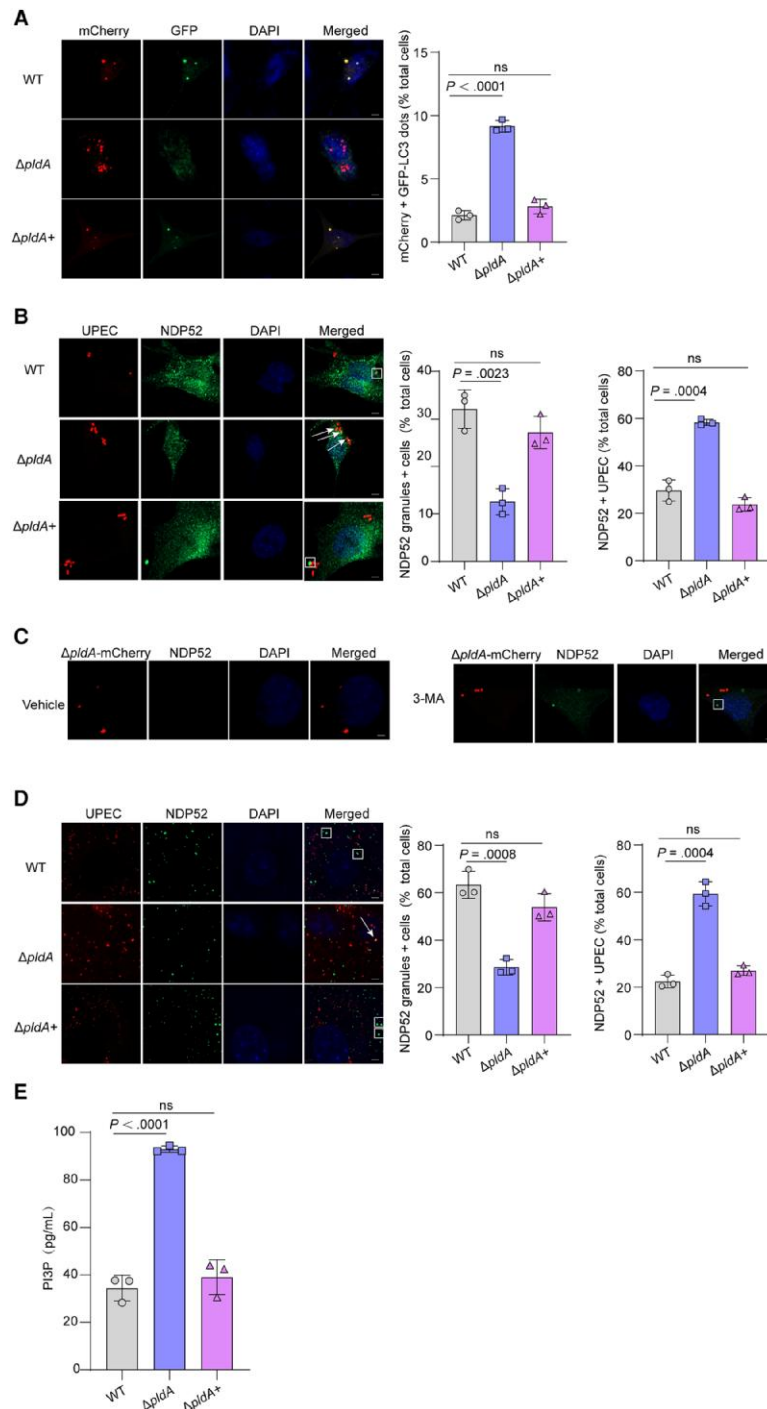 A
mCherry GFP DAPI Merged
WT
ΔpldA
ΔpldA+
mCherry + GFP-LC3 dots (% total cells)
15
10
5
0
ns
P < .0001
WT ΔpldA ΔpldA+
B
UPEC NDP52 DAPI Merged
WT
ΔpldA
ΔpldA+
NDP52 granules + cells (% total cells)
40
30
20
10
0
ns
P = .0023
WT ΔpldA ΔpldA+
NDP52 + UPEC (% total cells)
80
60
40
20
0
ns
P = .0004
WT ΔpldA ΔpldA+
C
ΔpldA-mCherry NDP52 DAPI Merged
Vehicle
ΔpldA-mCherry NDP52 DAPI Merged
3-MA
D
UPEC NDP52 DAPI Merged
WT
ΔpldA
ΔpldA+
NDP52 granules + cells (% total cells)
80
60
40
20
0
ns
P = .0008
WT ΔpldA ΔpldA+
NDP52 + UPEC (% total cells)
80
60
40
20
0
ns
P = .0004
WT ΔpldA ΔpldA+
E
PI3P (pg/mL)
100
80
60
40
20
0
ns
P < .0001
WT ΔpldA ΔpldA+